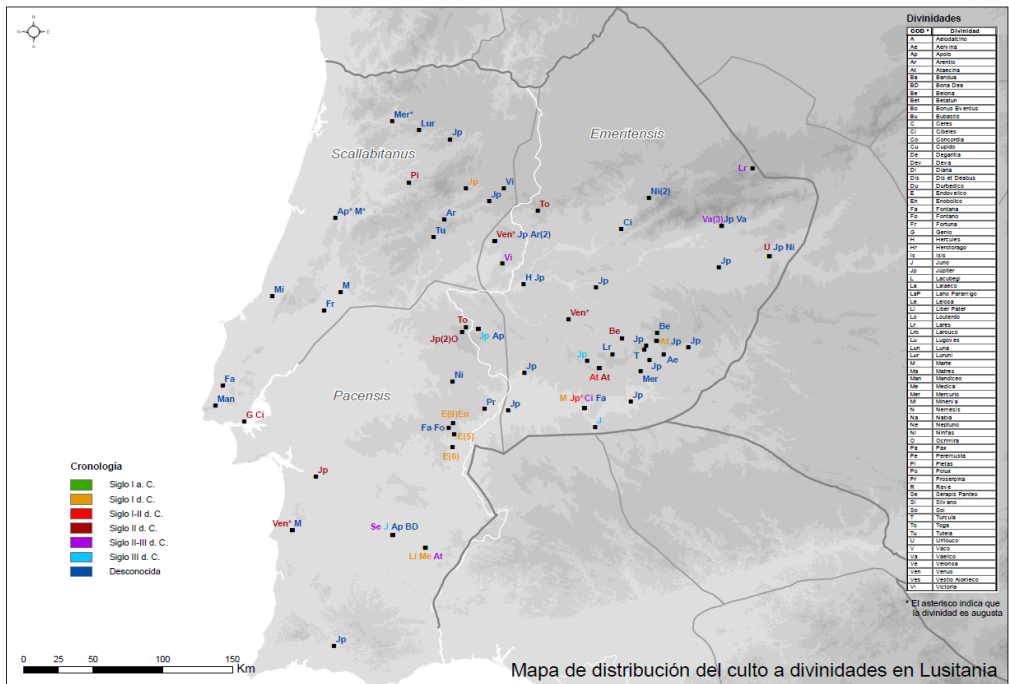 N
O
E
S
Mer*
Lur
Jp
Scallabitanus
Emeritensis
Pi
Jp
Vi
Jp
Lr
Ni(2)
To
Ap* M*
Ar
Tu
Ven* Jp Ar(2)
Ci
Va(3)Jp Va
U Jp Ni
Vi
Jp
Mi
M
Fr
H Jp
Jp
Ven*
To
Jp(2)O
Jp Ap
Be
Be
Jp
At Jp
Jp
Lr
T
Ae
Jp
Jp
At At
Mer
Jp
Ni
Pacensis
Fa
Man
G Ci
Pr
Jp
M Jp*Ci Fa
Jp
J
E(9)En
Fa Fo
E(5)
E(6)
Jp
Ven* M
Se J Ap BD
Li Me At
Jp
Cronología
Siglo I a. C.
Siglo I d. C.
Siglo I-II d. C.
Siglo II d. C.
Siglo II-III d. C.
Siglo III d. C.
Desconocida
0 25 50 100 150
Km
Divinidades
COD * Divinidad
A Aelodaicino
Ae Aervina
Ap Apolo
Ar Arentio
At Ataecina
Ba Bandua
BD Bona Dea
Be Belona
Bet Betatun
Bo Bonus Eventus
Bu Bubastis
C Ceres
Ci Cibeles
Co Concordia
Cu Cupido
De Degantia
Dev Deva
Di Diana
Dis Dis et Deabus
Du Durbedico
E Endovelico
En Enobolico
Fa Fontana
Fo Fontano
Fr Fortuna
G Genio
H Hercules
Hr Herotorago
Is Isis
J Juno
Jp Júpiter
L Lacubegi
La Lalaeco
LaP Laho Paramigo
Le Lelosa
Li Liber Pater
Lo Louterdo
Lr Lares
Lro Larouco
Lu Lugoves
Lun Luna
Lur Luruni
M Marte
Ma Matres
Man Mandiceo
Me Medica
Mer Mercurio
Mi Minerva
N Nemesis
Na Nabia
Ne Neptuno
Ni Ninfas
O Ocrimira
Pa Pax
Pe Peremusta
Pi Pietas
Po Polux
Pr Proserpina
R Reve
Se Serapis Panteo
Si Silvano
So Sol
T Turcula
To Toga
Tu Tutela
U Urilouco
V Vaco
Va Vaelico
Ve Velonsa
Ven Venus
Ves Vestio Alonieco
Vi Victoria
* El asterisco indica que
la divinidad es augusta
Mapa de distribución del culto a divinidades en Lusitania